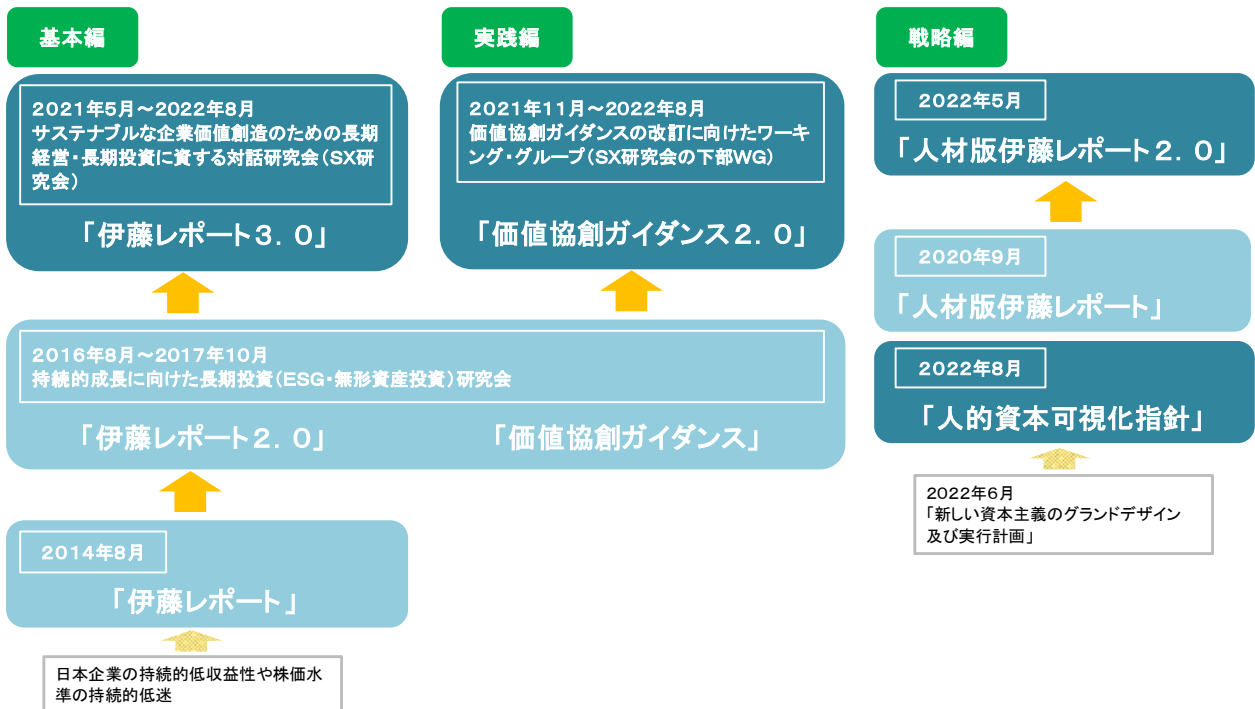 基本編
2021年5月～2022年8月
サステナブルな企業価値創造のための長期
経営・長期投資に資する対話研究会（SX研
究会）
「伊藤レポート3．0」
実践編
2021年11月～2022年8月
価値協創ガイダンスの改訂に向けたワーキ
ング・グループ（SX研究会の下部WG）
「価値協創ガイダンス2．0」
2016年8月～2017年10月
持続的成長に向けた長期投資（ESG・無形資産投資）研究会
「伊藤レポート2．0」
「価値協創ガイダンス」
2014年8月
「伊藤レポート」
日本企業の持続的低収益性や株価水
準の持続的低迷
戦略編
2022年5月
「人材版伊藤レポート2．0」
2020年9月
「人材版伊藤レポート」
2022年8月
「人的資本可視化指針」
2022年6月
「新しい資本主義のグランドデザイン
及び実行計画」